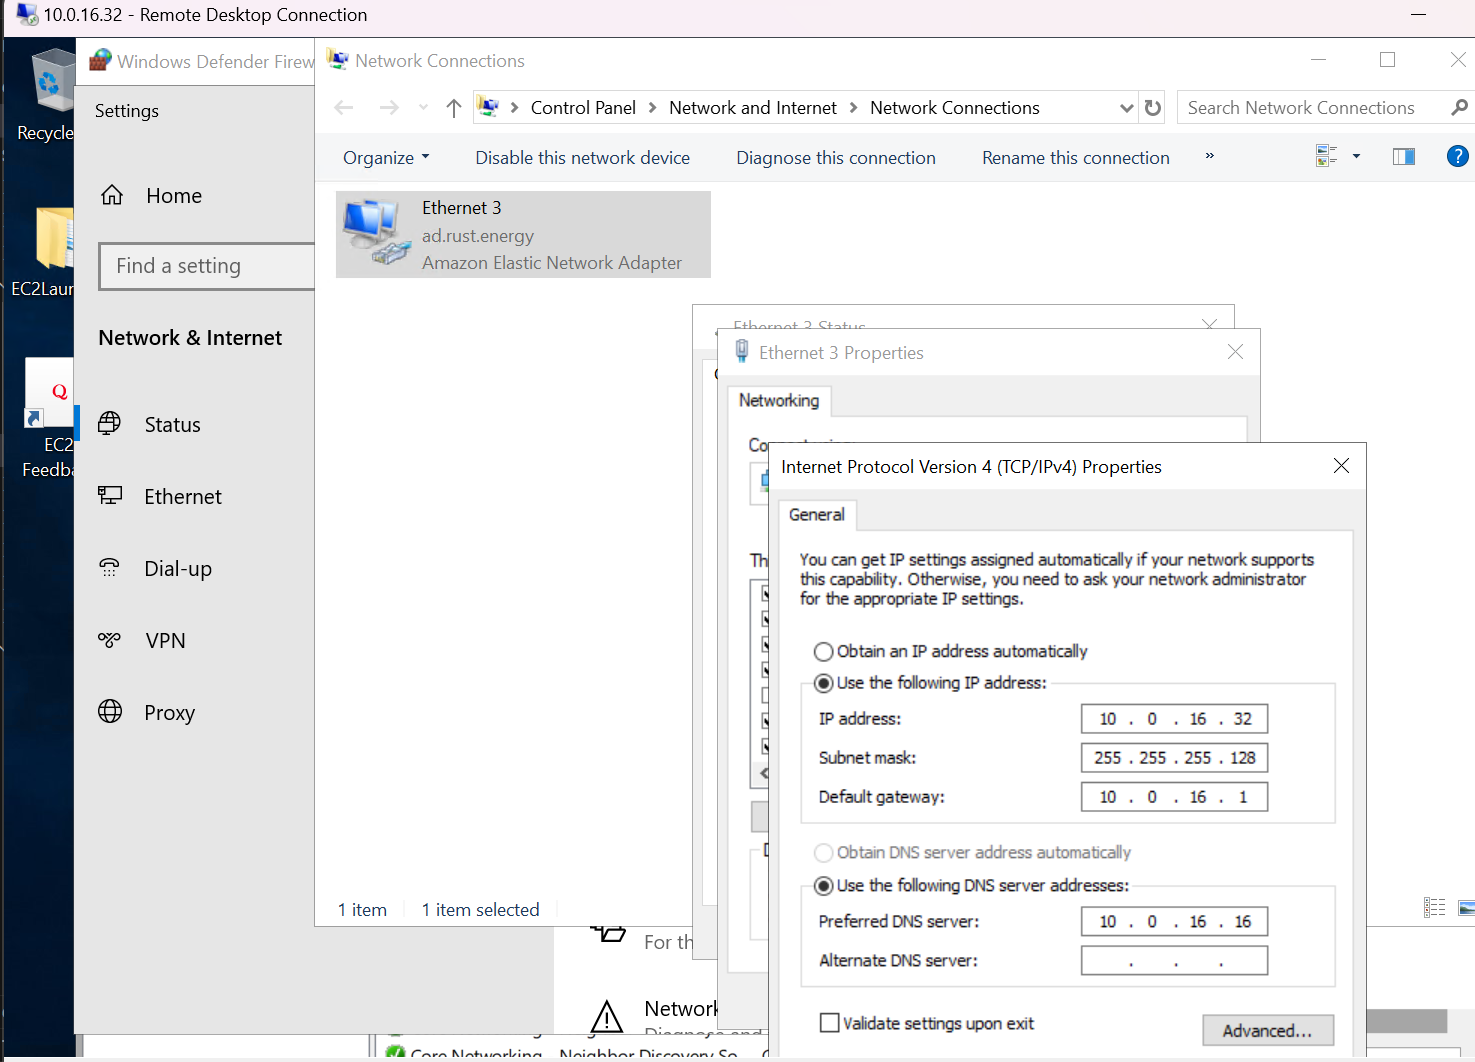 10.0.16.32 - Remote Desktop Connection
Recycle
EC2Laun
Q
EC2
Feedba
Windows Defender Firew
Settings
Home
Find a setting
Network & Internet
Status
Ethernet
Dial-up
VPN
Proxy
Network Connections
Control Panel > Network and Internet > Network Connections
Search Network Connections
Organize
Disable this network device
Diagnose this connection
Rename this connection
»
?
Ethernet 3
ad.rust.energy
Amazon Elastic Network Adapter
1 item
1 item selected
Ethernet 3 Status
Ethernet 3 Properties
Networking
Th
Internet Protocol Version 4 (TCP/IPv4) Properties
General
You can get IP settings assigned automatically if your network supports
this capability. Otherwise, you need to ask your network administrator
for the appropriate IP settings.
Obtain an IP address automatically
Use the following IP address:
IP address: 10 . 0 . 16 . 32
Subnet mask: 255 . 255 . 255 . 128
Default gateway: 10 . 0 . 16 . 1
Obtain DNS server address automatically
Use the following DNS server addresses:
Preferred DNS server: 10 . 0 . 16 . 16
Alternate DNS server: . . .
Validate settings upon exit
Advanced...
For th
Network
Diagnose and
Core Networking - Neighbor Discovery So